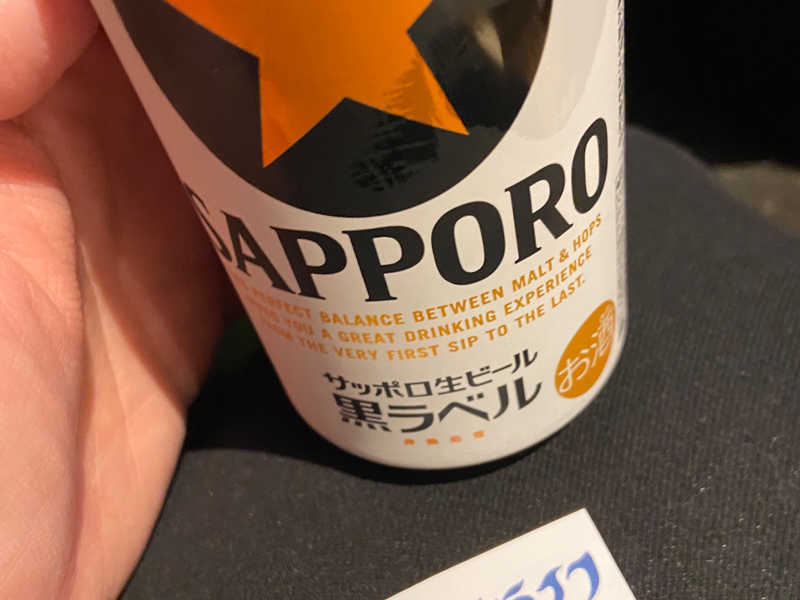 SAPPORO
PERFECT BALANCE BETWEEN MALT & HOPS
YOU A GREAT DRINKING EXPERIENCE
FROM THE VERY FIRST SIP TO THE LAST.
サッポロ生ビール
黒ラベル
お酒